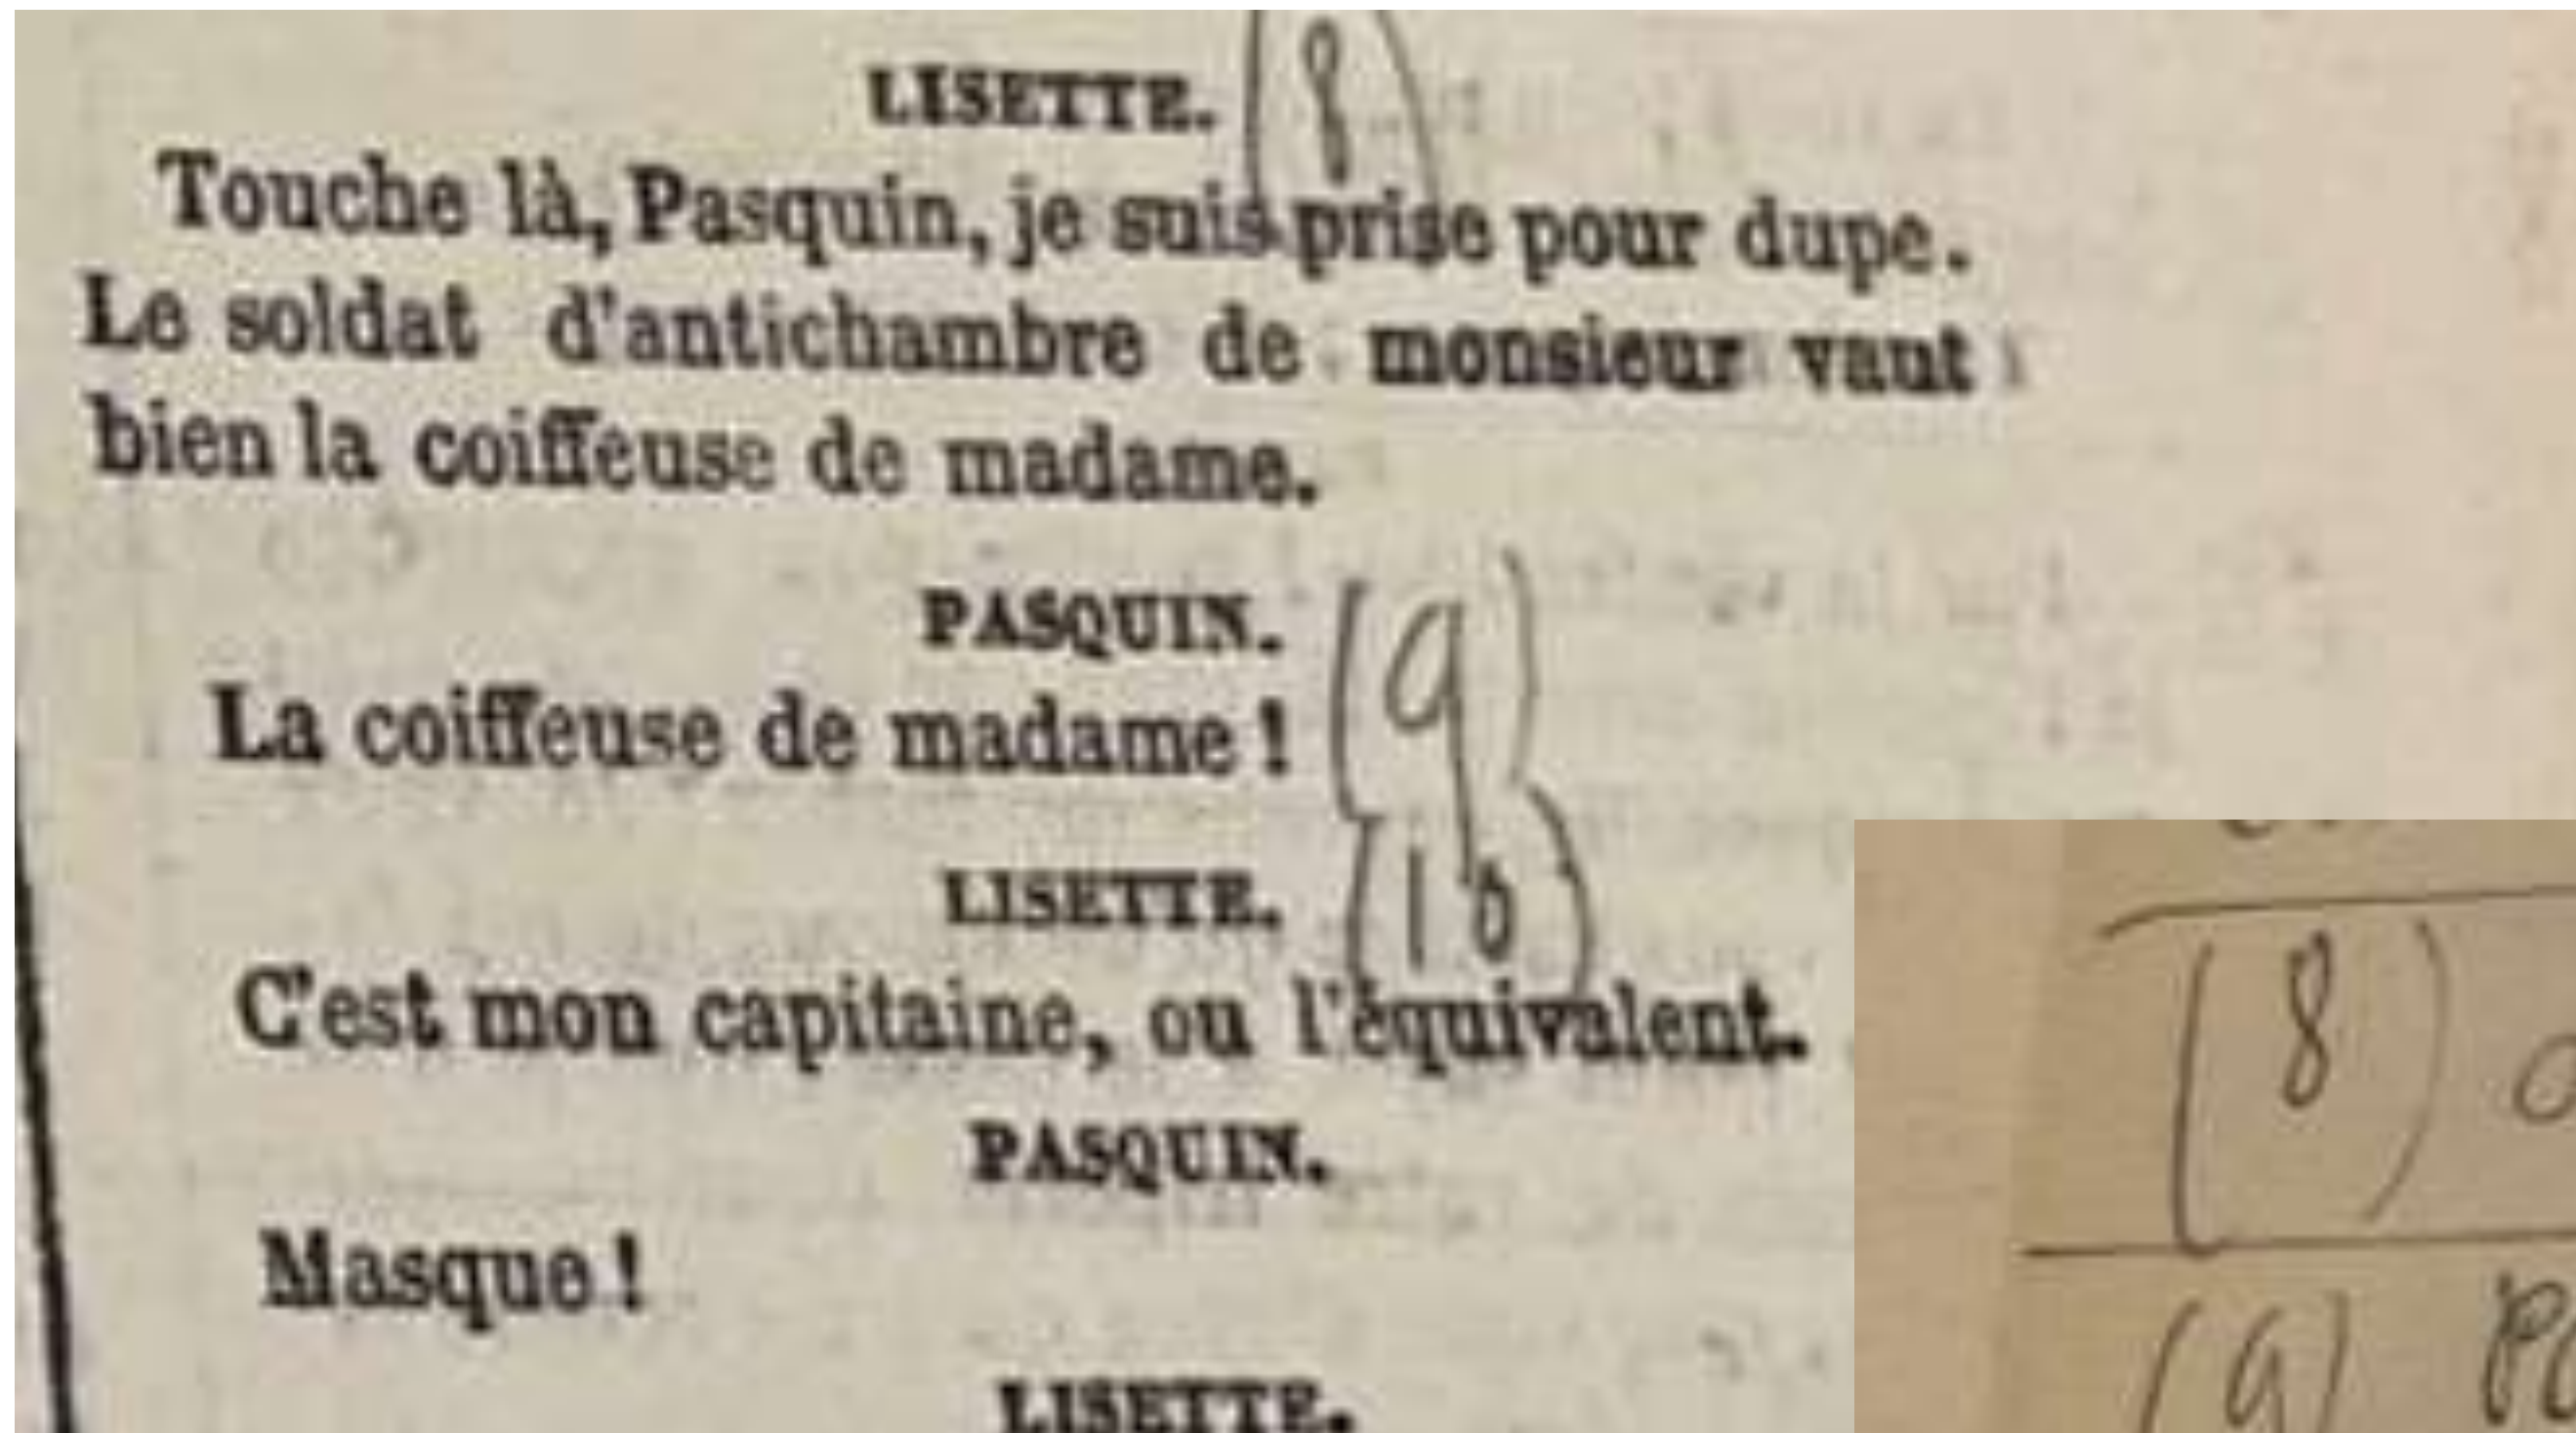 LISETTE. (8)
Touche là, Pasquin, je suis prise pour dupe.
Le soldat d'antichambre de monsieur vaut
bien la coiffeuse de madame.
PASQUIN. (9)
La coiffeuse de madame !
LISETTE. (10)
C'est mon capitaine, ou l'équivalent.
PASQUIN.
Masque !
LISETTE.
(8)
(9)